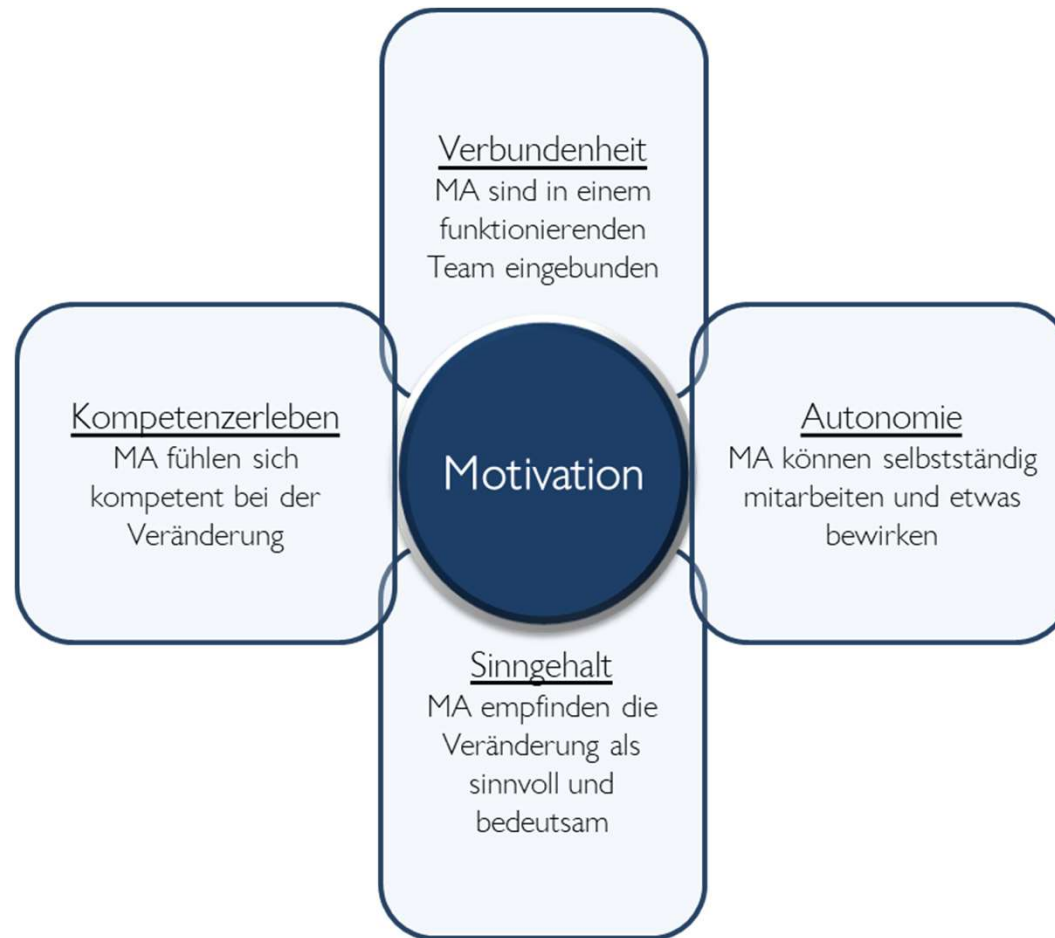 Verbundenheit
MA sind in einem
funktionierenden
Team eingebunden
Kompetenzerleben
MA fühlen sich
kompetent bei der
Veränderung
Motivation
Autonomie
MA können selbstständig
mitarbeiten und etwas
bewirken
Sinngehalt
MA empfinden die
Veränderung als
sinnvoll und
bedeutsam